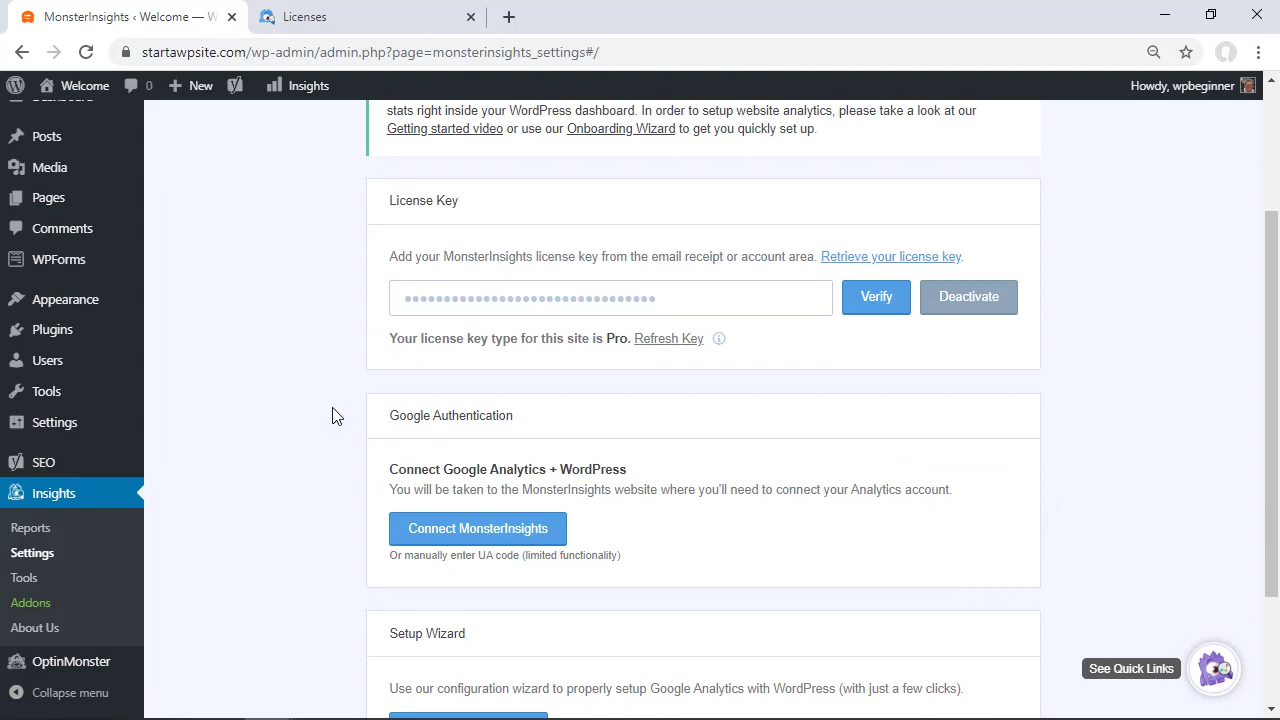 MonsterInsights ‹ Welcome — W
Licenses
startawpsite.com/wp-admin/admin.php?page=monsterinsights_settings#/
Welcome
0
New
Insights
Howdy, wpbeginner
Posts
Media
Pages
Comments
WPForms
Appearance
Plugins
Users
Tools
Settings
SEO
Insights
Reports
Settings
Tools
Addons
About Us
OptinMonster
Collapse menu
stats right inside your WordPress dashboard. In order to setup website analytics, please take a look at our
Getting started video or use our Onboarding Wizard to get you quickly set up.
License Key
Add your MonsterInsights license key from the email receipt or account area. Retrieve your license key.
Verify
Deactivate
Your license key type for this site is Pro. Refresh Key
Google Authentication
Connect Google Analytics + WordPress
You will be taken to the MonsterInsights website where you'll need to connect your Analytics account.
Connect MonsterInsights
Or manually enter UA code (limited functionality)
Setup Wizard
Use our configuration wizard to properly setup Google Analytics with WordPress (with just a few clicks).
See Quick Links